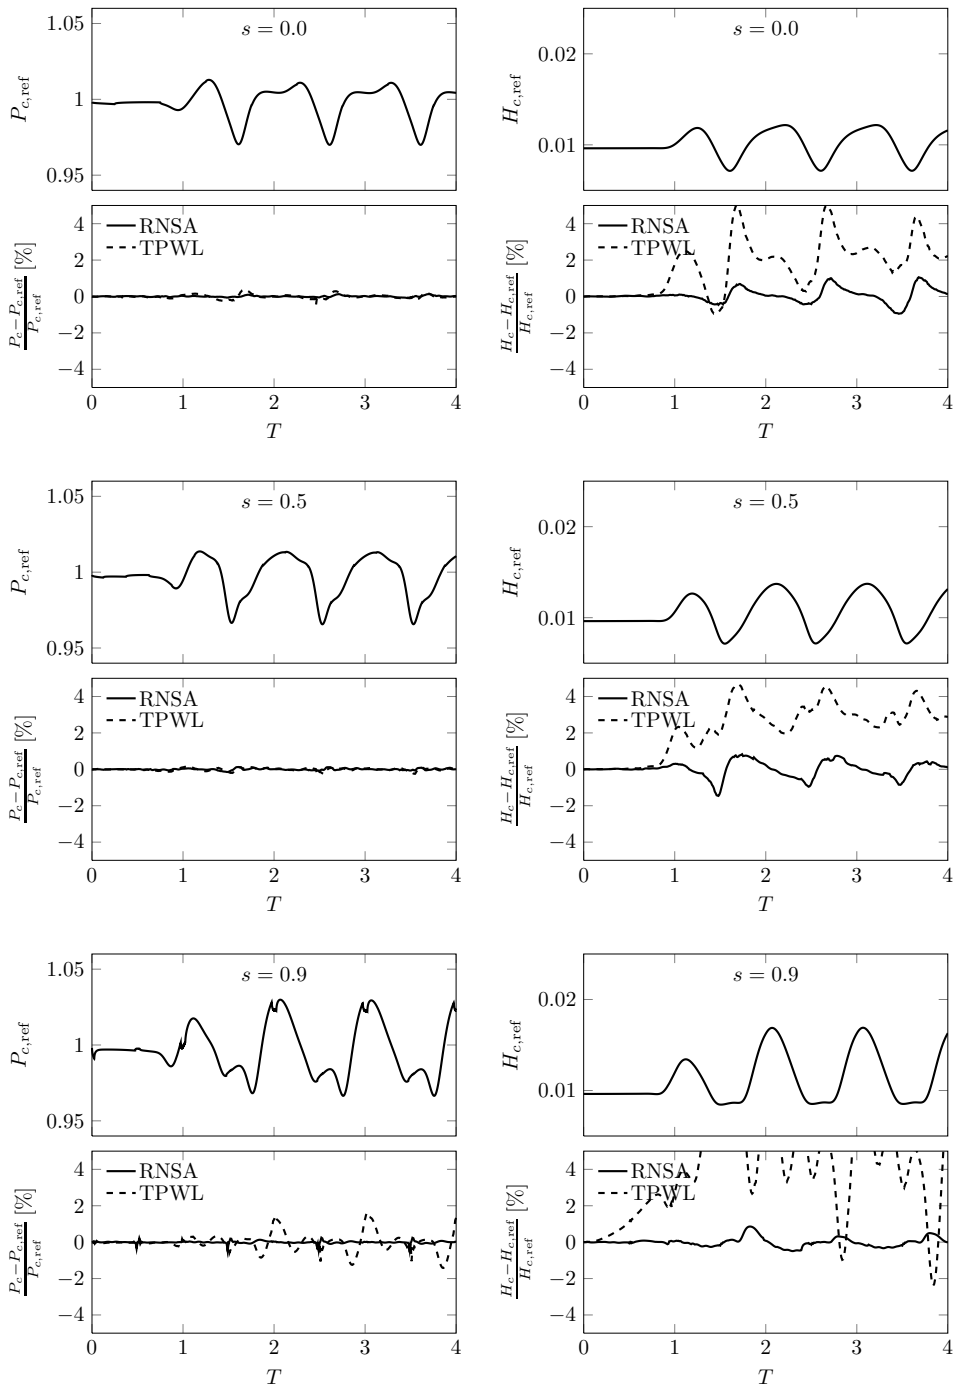 1.05
s = 0.0
P_{c,ref}
1
0.95
4
RNSA
TPWL
2
\frac{P_c−P_{c,ref}}{P_{c,ref}} [%]
0
−2
−4
0 1 2 3 4
T
s = 0.0
0.02
H_{c,ref}
0.01
4
RNSA
TPWL
2
\frac{H_c−H_{c,ref}}{H_{c,ref}} [%]
0
−2
−4
0 1 2 3 4
T
1.05
s = 0.5
P_{c,ref}
1
0.95
4
RNSA
TPWL
2
\frac{P_c−P_{c,ref}}{P_{c,ref}} [%]
0
−2
−4
0 1 2 3 4
T
s = 0.5
0.02
H_{c,ref}
0.01
4
RNSA
TPWL
2
\frac{H_c−H_{c,ref}}{H_{c,ref}} [%]
0
−2
−4
0 1 2 3 4
T
1.05
s = 0.9
P_{c,ref}
1
0.95
4
RNSA
TPWL
2
\frac{P_c−P_{c,ref}}{P_{c,ref}} [%]
0
−2
−4
0 1 2 3 4
T
s = 0.9
0.02
H_{c,ref}
0.01
4
RNSA
TPWL
2
\frac{H_c−H_{c,ref}}{H_{c,ref}} [%]
0
−2
−4
0 1 2 3 4
T